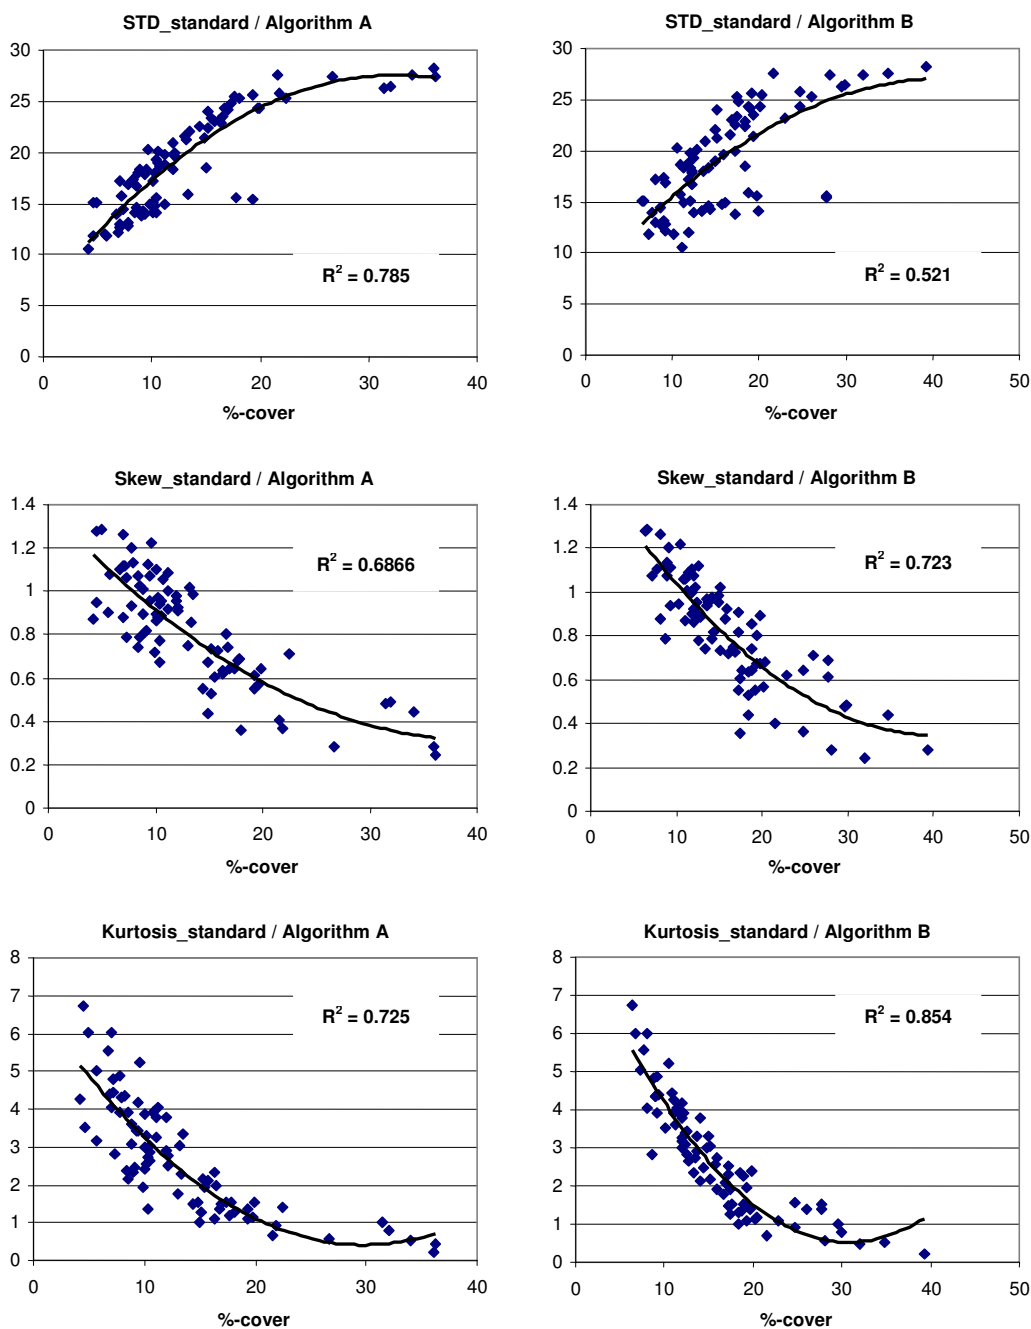 STD_standard / Algorithm A
30
25
20
15
10
5
0
R² = 0.785
0 10 20 30 40
%-cover
STD_standard / Algorithm B
30
25
20
15
10
5
0
R² = 0.521
0 10 20 30 40 50
%-cover
Skew_standard / Algorithm A
1.4
1.2
1
0.8
0.6
0.4
0.2
0
R² = 0.6866
0 10 20 30 40
%-cover
Skew_standard / Algorithm B
1.4
1.2
1
0.8
0.6
0.4
0.2
0
R² = 0.723
0 10 20 30 40 50
%-cover
Kurtosis_standard / Algorithm A
8
7
6
5
4
3
2
1
0
R² = 0.725
0 10 20 30 40
%-cover
Kurtosis_standard / Algorithm B
8
7
6
5
4
3
2
1
0
R² = 0.854
0 10 20 30 40 50
%-cover